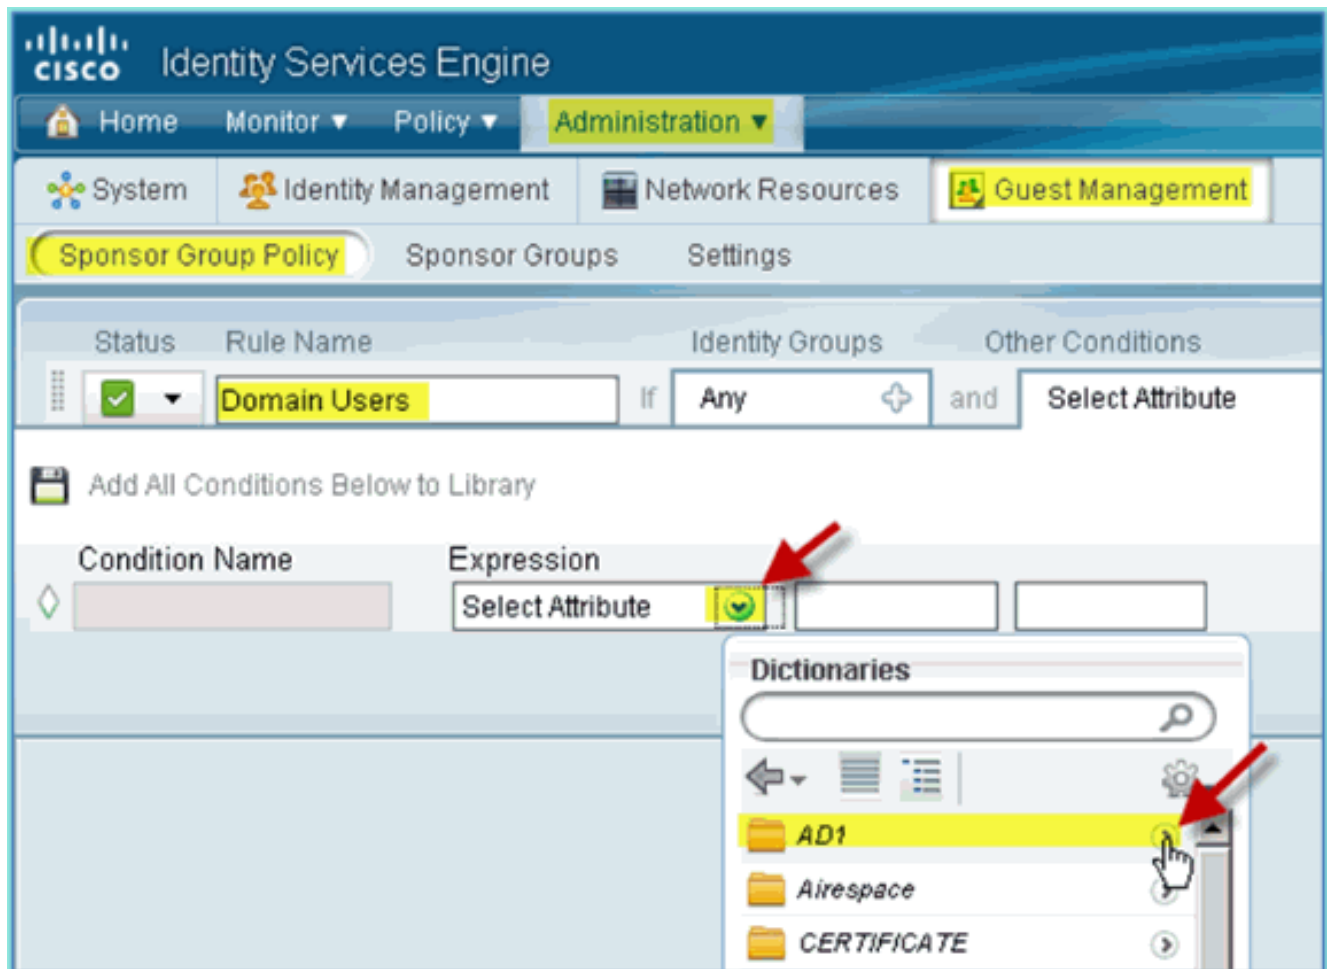 CISCO Identity Services Engine
Home Monitor Policy Administration
System Identity Management Network Resources Guest Management
Sponsor Group Policy Sponsor Groups Settings
Status Rule Name Identity Groups Other Conditions
Domain Users If Any and Select Attribute
Add All Conditions Below to Library
Condition Name Expression
Select Attribute
Dictionaries
AD1
Airespace
CERTIFICATE